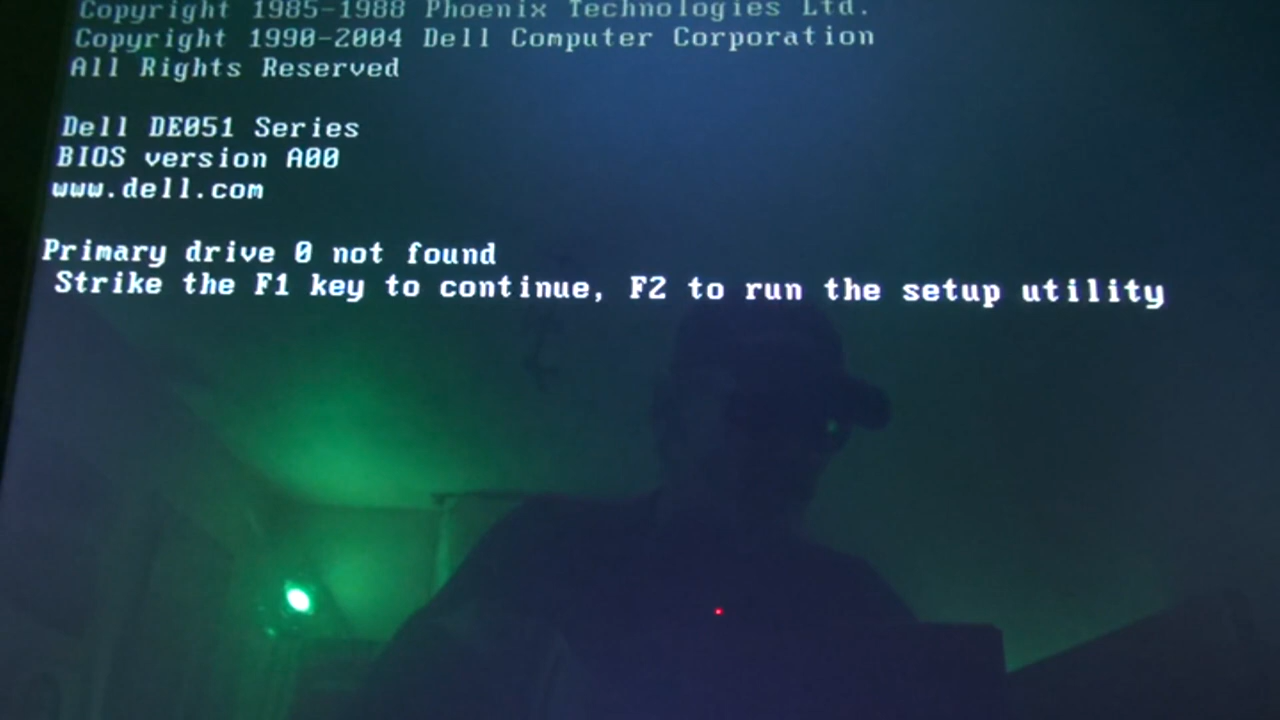 Copyright 1985-1988 Phoenix Technologies Ltd.
Copyright 1990-2004 Dell Computer Corporation
All Rights Reserved
Dell DE051 Series
BIOS version A00
www.dell.com
Primary drive 0 not found
Strike the F1 key to continue, F2 to run the setup utility